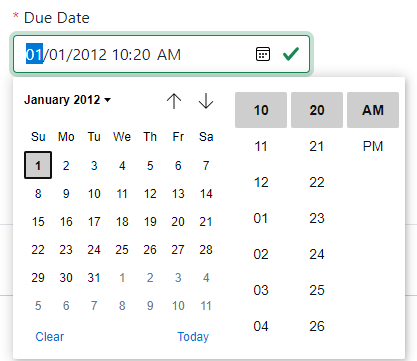 * Due Date
01/01/2012 10:20 AM
January 2012
Su Mo Tu We Th Fr Sa
1 2 3 4 5 6 7
8 9 10 11 12 13 14
15 16 17 18 19 20 21
22 23 24 25 26 27 28
29 30 31 1 2 3 4
5 6 7 8 9 10 11
Clear Today
10 20 AM
11 21 PM
12 22
01 23
02 24
03 25
04 26